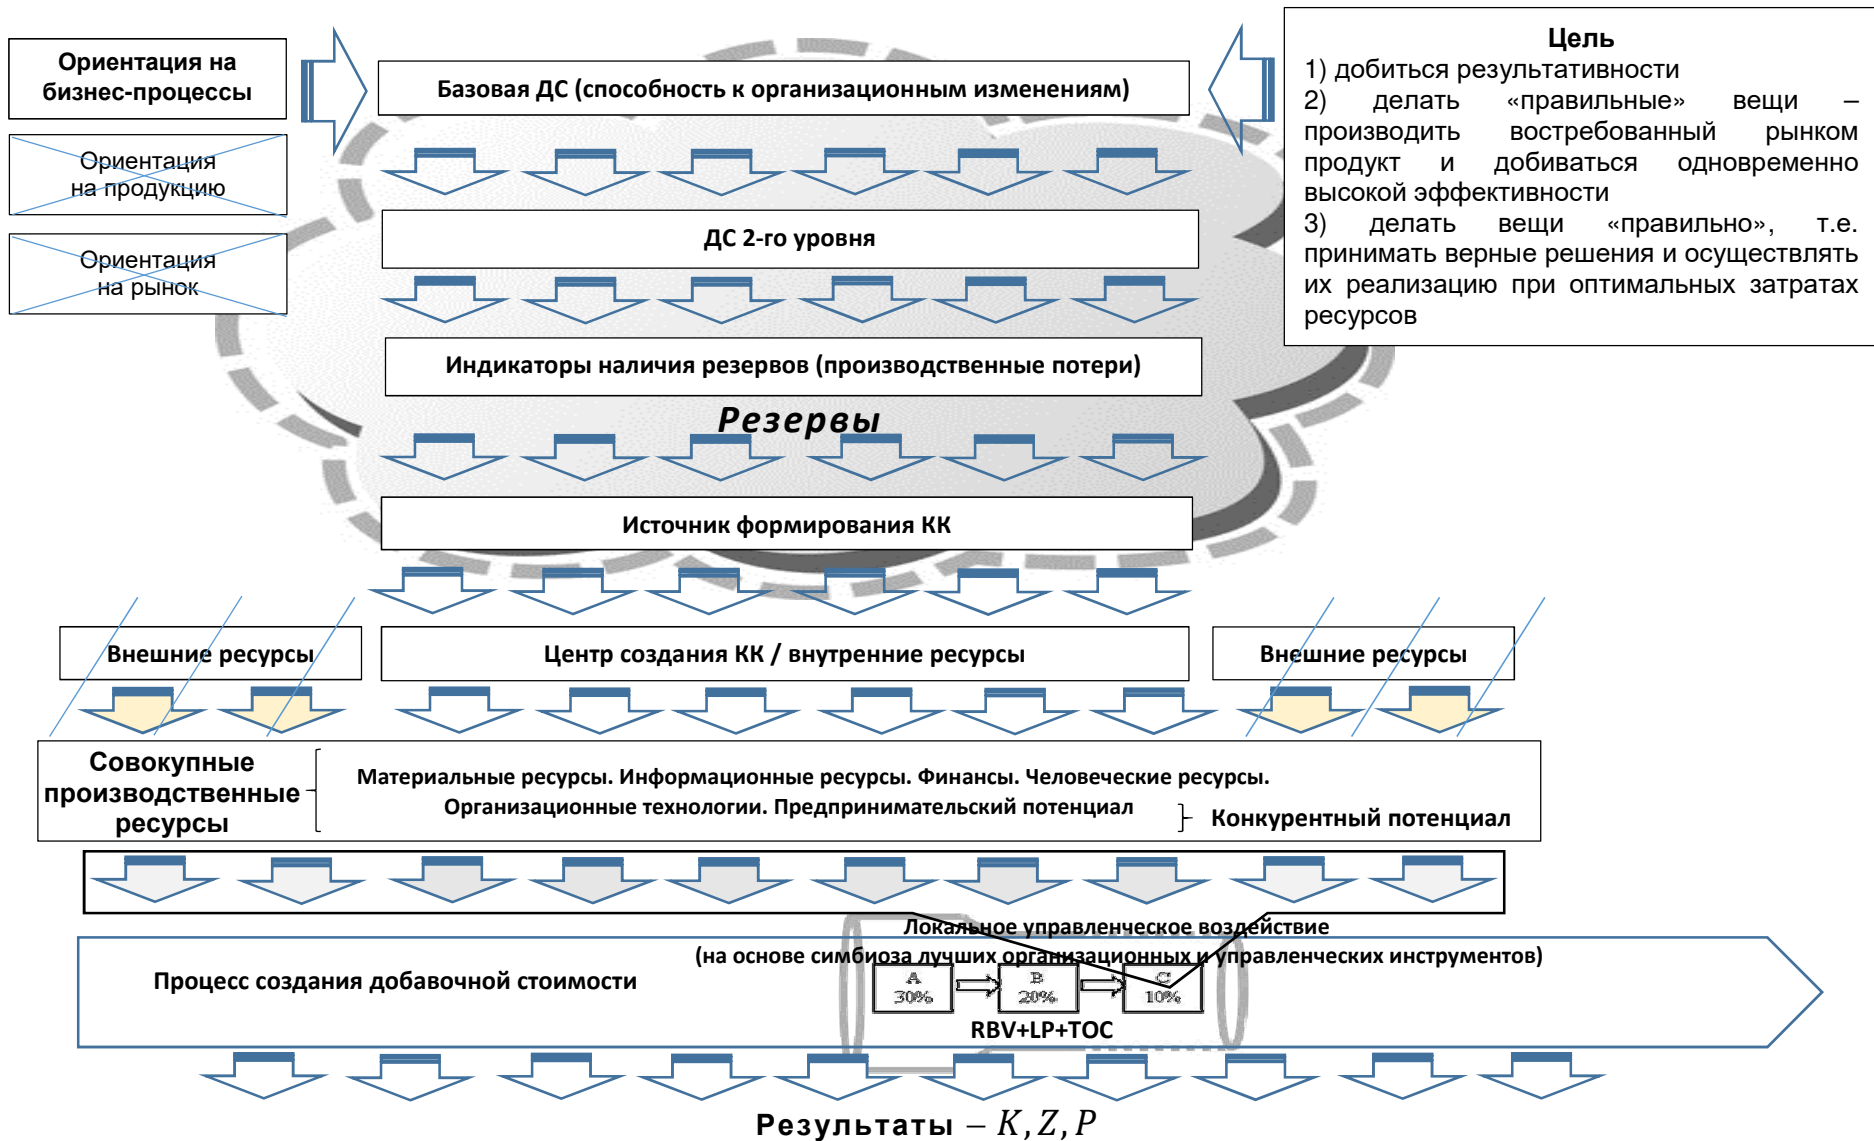 Ориентация на
бизнес-процессы
Ориентация
на продукцию
Ориентация
на рынок
Базовая ДС (способность к организационным изменениям)
Цель
1) добиться результативности
2) делать «правильные» вещи –
производить востребованный рынком
продукт и добиваться одновременно
высокой эффективности
3) делать вещи «правильно», т.е.
принимать верные решения и осуществлять
их реализацию при оптимальных затратах
ресурсов
ДС 2-го уровня
Индикаторы наличия резервов (производственные потери)
Резервы
Источник формирования КК
Внешние ресурсы
Центр создания КК / внутренние ресурсы
Внешние ресурсы
Совокупные
производственные
ресурсы
Материальные ресурсы. Информационные ресурсы. Финансы. Человеческие ресурсы.
Организационные технологии. Предпринимательский потенциал
Конкурентный потенциал
Локальное управленческое воздействие
(на основе симбиоза лучших организационных и управленческих инструментов)
Процесс создания добавочной стоимости
A
30%
B
20%
C
10%
RBV+LP+TOC
Результаты – K, Z, P